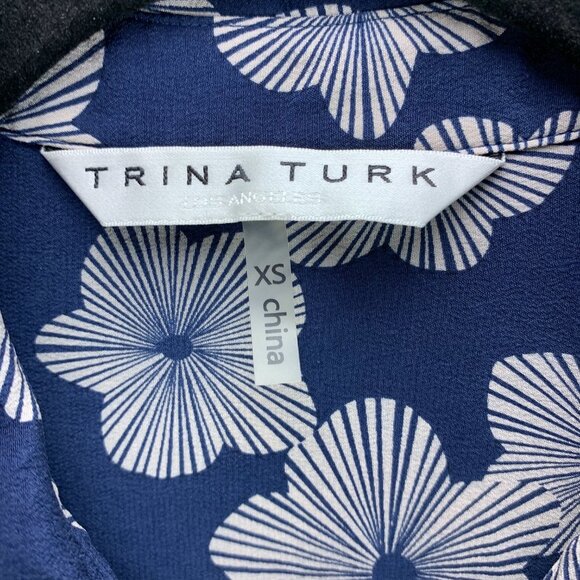 TRINA TURK
LOS ANGELES
XS china